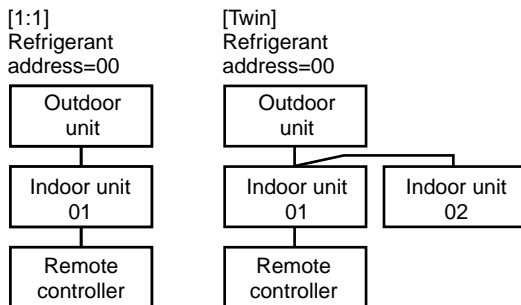 [1:1]
Refrigerant
address=00
Outdoor
unit
Indoor unit
01
Remote
controller
[Twin]
Refrigerant
address=00
Outdoor
unit
Indoor unit
01
Indoor unit
02
Remote
controller